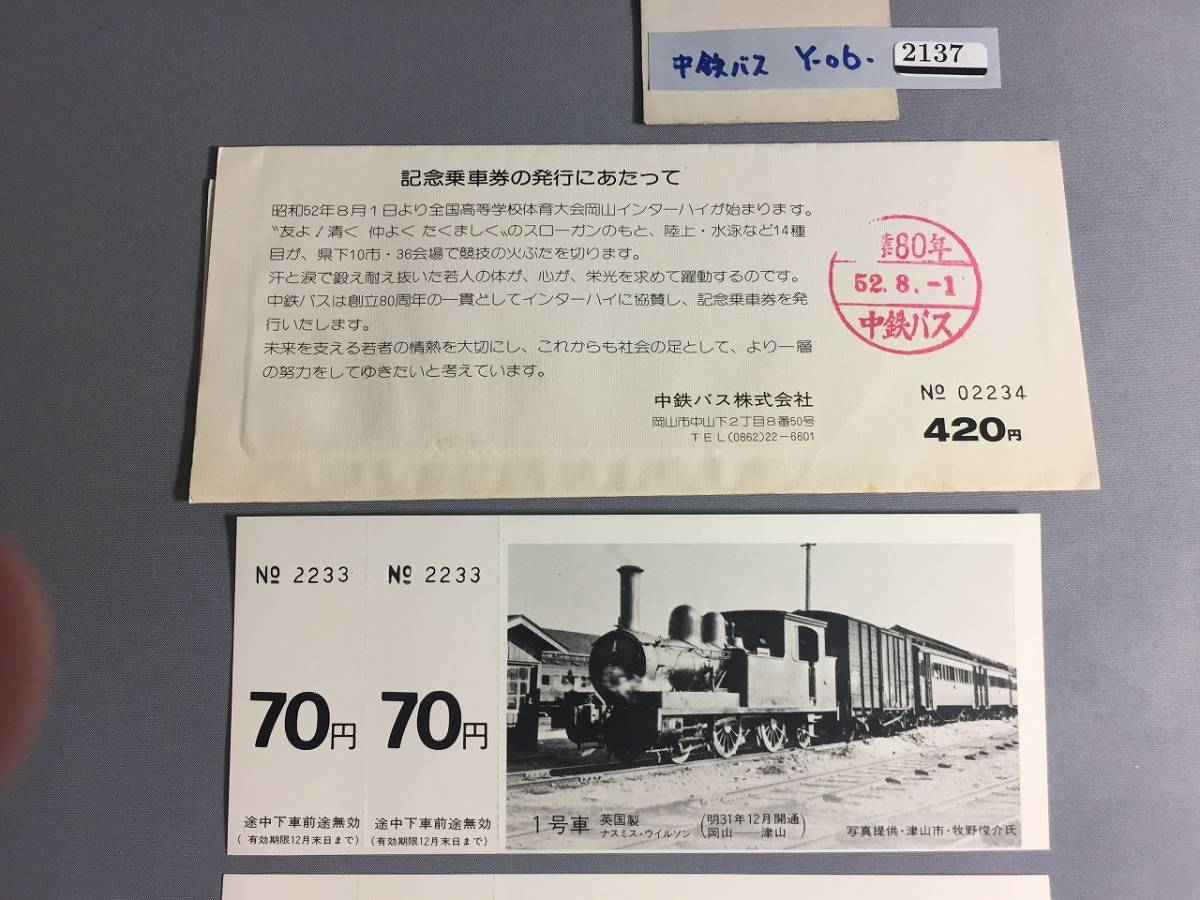 中鉄バス Y-06. 2137
記念乗車券の発行にあたって
昭和52年8月1日より全国高等学校体育大会岡山インターハイが始まります。
〝友よ!清く 仲よく たくましく〟のスローガンのもと、陸上・水泳など14種
目が、県下10市・36会場で競技の火ぶたを切ります。
汗と涙で鍛え耐え抜いた若人の体が、心が、栄光を求めて躍動するのです。
中鉄バスは創立80周年の一貫としてインターハイに協賛し、記念乗車券を発
行いたします。
未来を支える若者の情熱を大切にし、これからも社会の足として、より一層
の努力をしてゆきたいと考えています。
80年
52.8.-1
中鉄バス
中鉄バス株式会社
岡山市中山下2丁目8番50号
TEL(0862)22-6601
№ 02234
420円
№ 2233
70円
途中下車前途無効
(有効期限12月末日まで)
№ 2233
70円
途中下車前途無効
(有効期限12月末日まで)
1号車 英国製 ナスミス・ウイルソン
(明31年12月開通 岡山──津山)
写真提供・津山市・牧野俊介氏